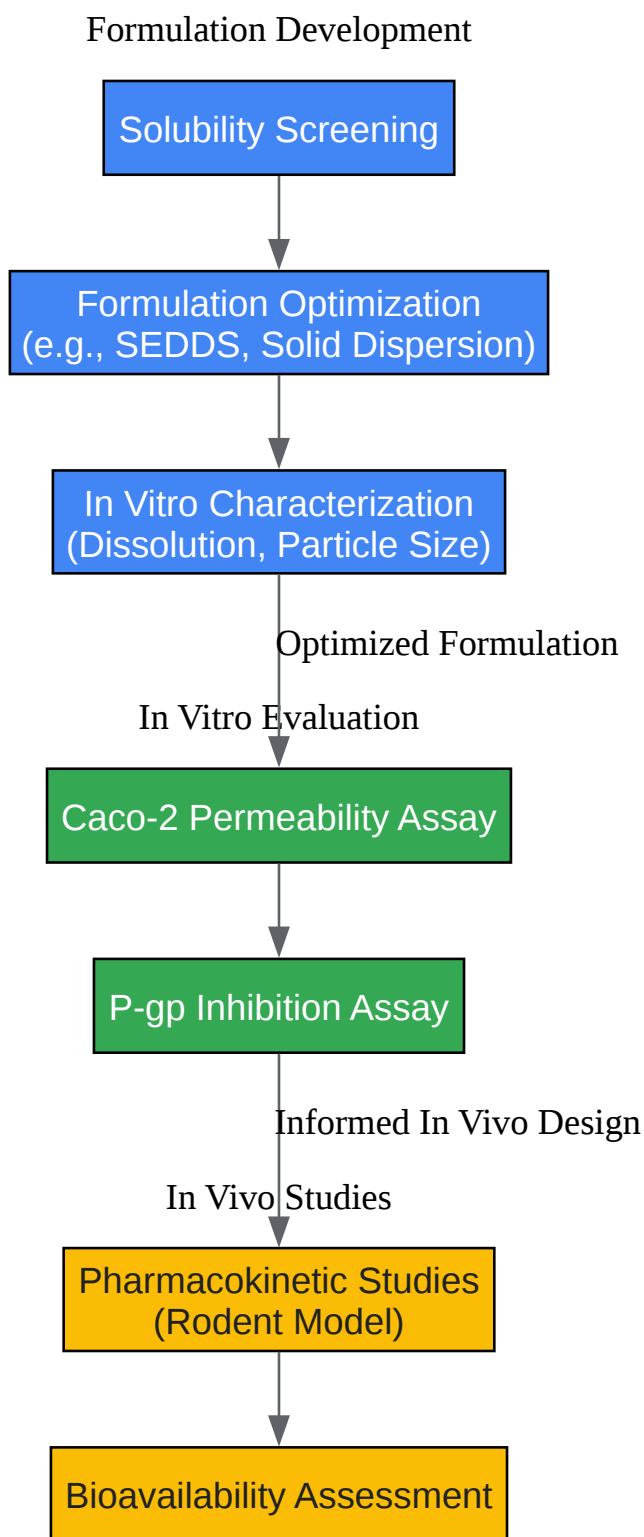 Formulation Development
Solubility Screening
Formulation Optimization
(e.g., SEDDS, Solid Dispersion)
In Vitro Characterization
(Dissolution, Particle Size)
Optimized Formulation
In Vitro Evaluation
Caco-2 Permeability Assay
P-gp Inhibition Assay
Informed In Vivo Design
In Vivo Studies
Pharmacokinetic Studies
(Rodent Model)
Bioavailability Assessment